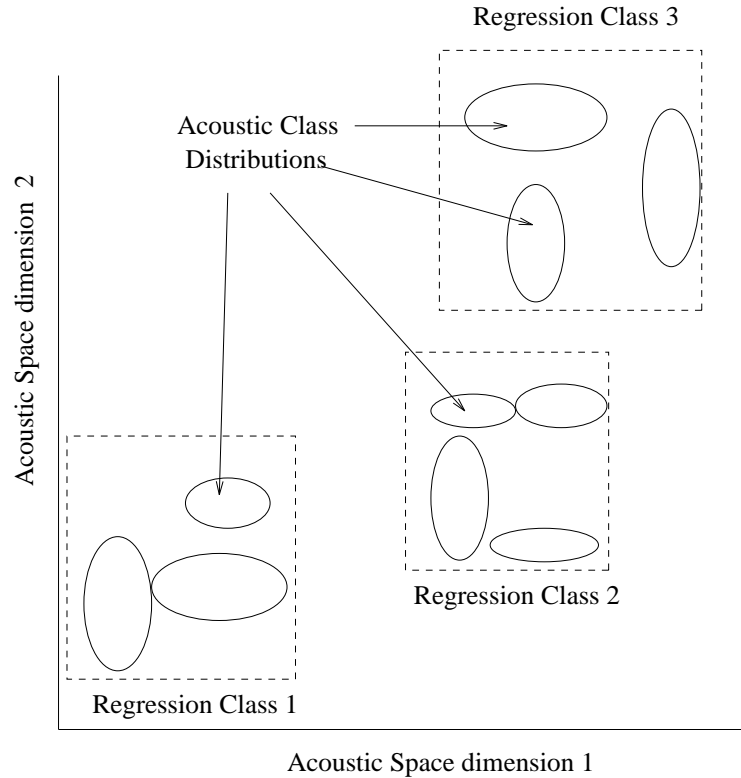 Regression Class 3
Acoustic Class
Distributions
Acoustic Space dimension 2
Regression Class 2
Regression Class 1
Acoustic Space dimension 1